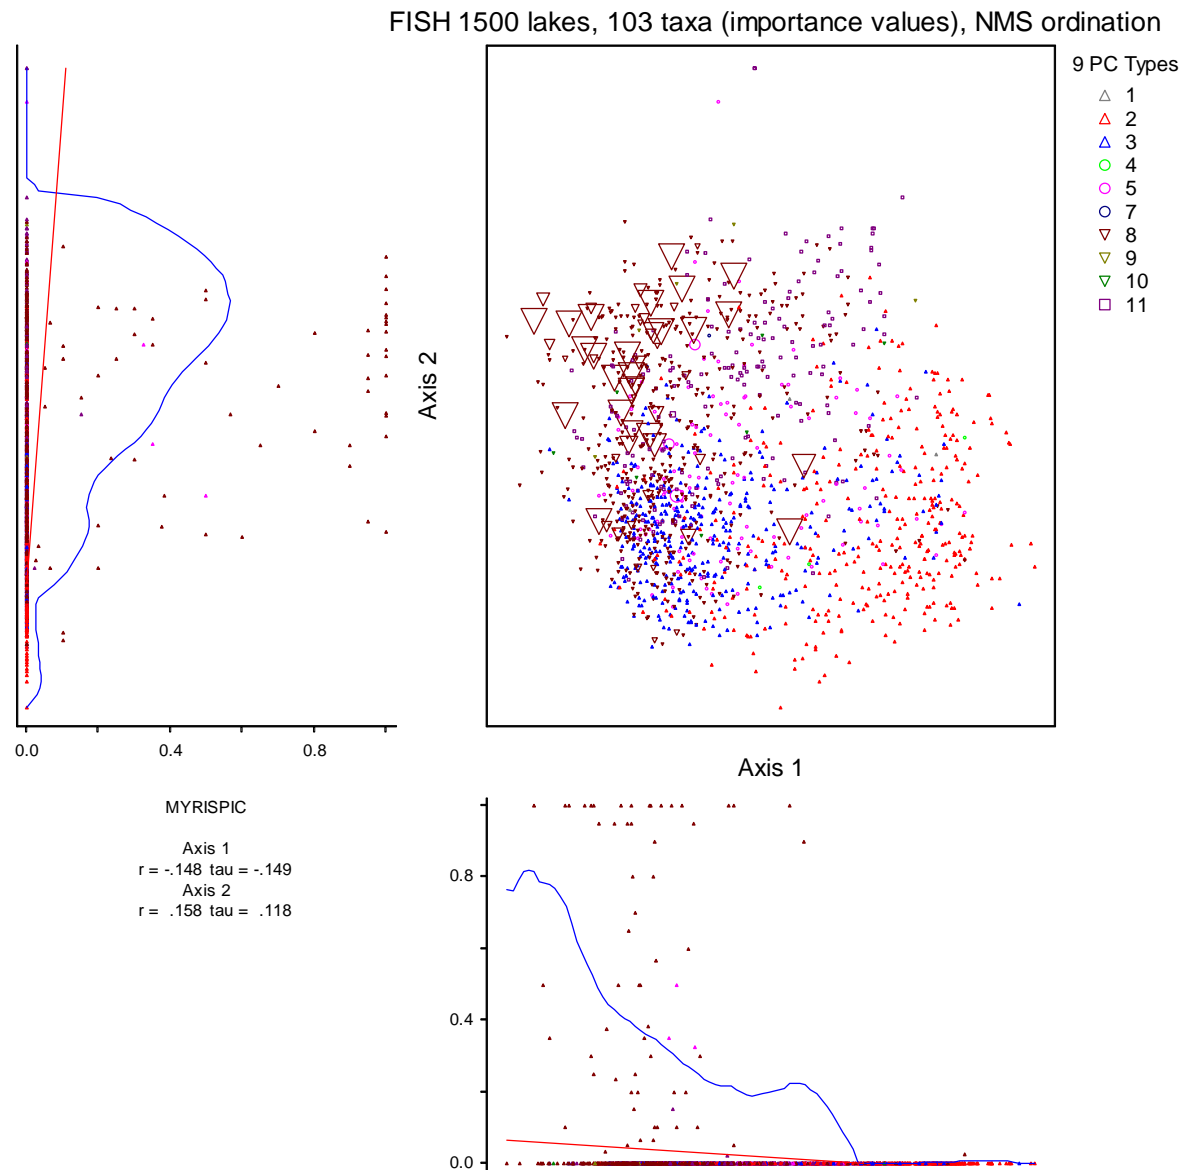 FISH 1500 lakes, 103 taxa (importance values), NMS ordination
9 PC Types
1
2
3
4
5
7
8
9
10
11
Axis 2
0.0 0.4 0.8
Axis 1
MYRISPIC
Axis 1
r = -.148 tau = -.149
Axis 2
r = .158 tau = .118
0.8
0.4
0.0